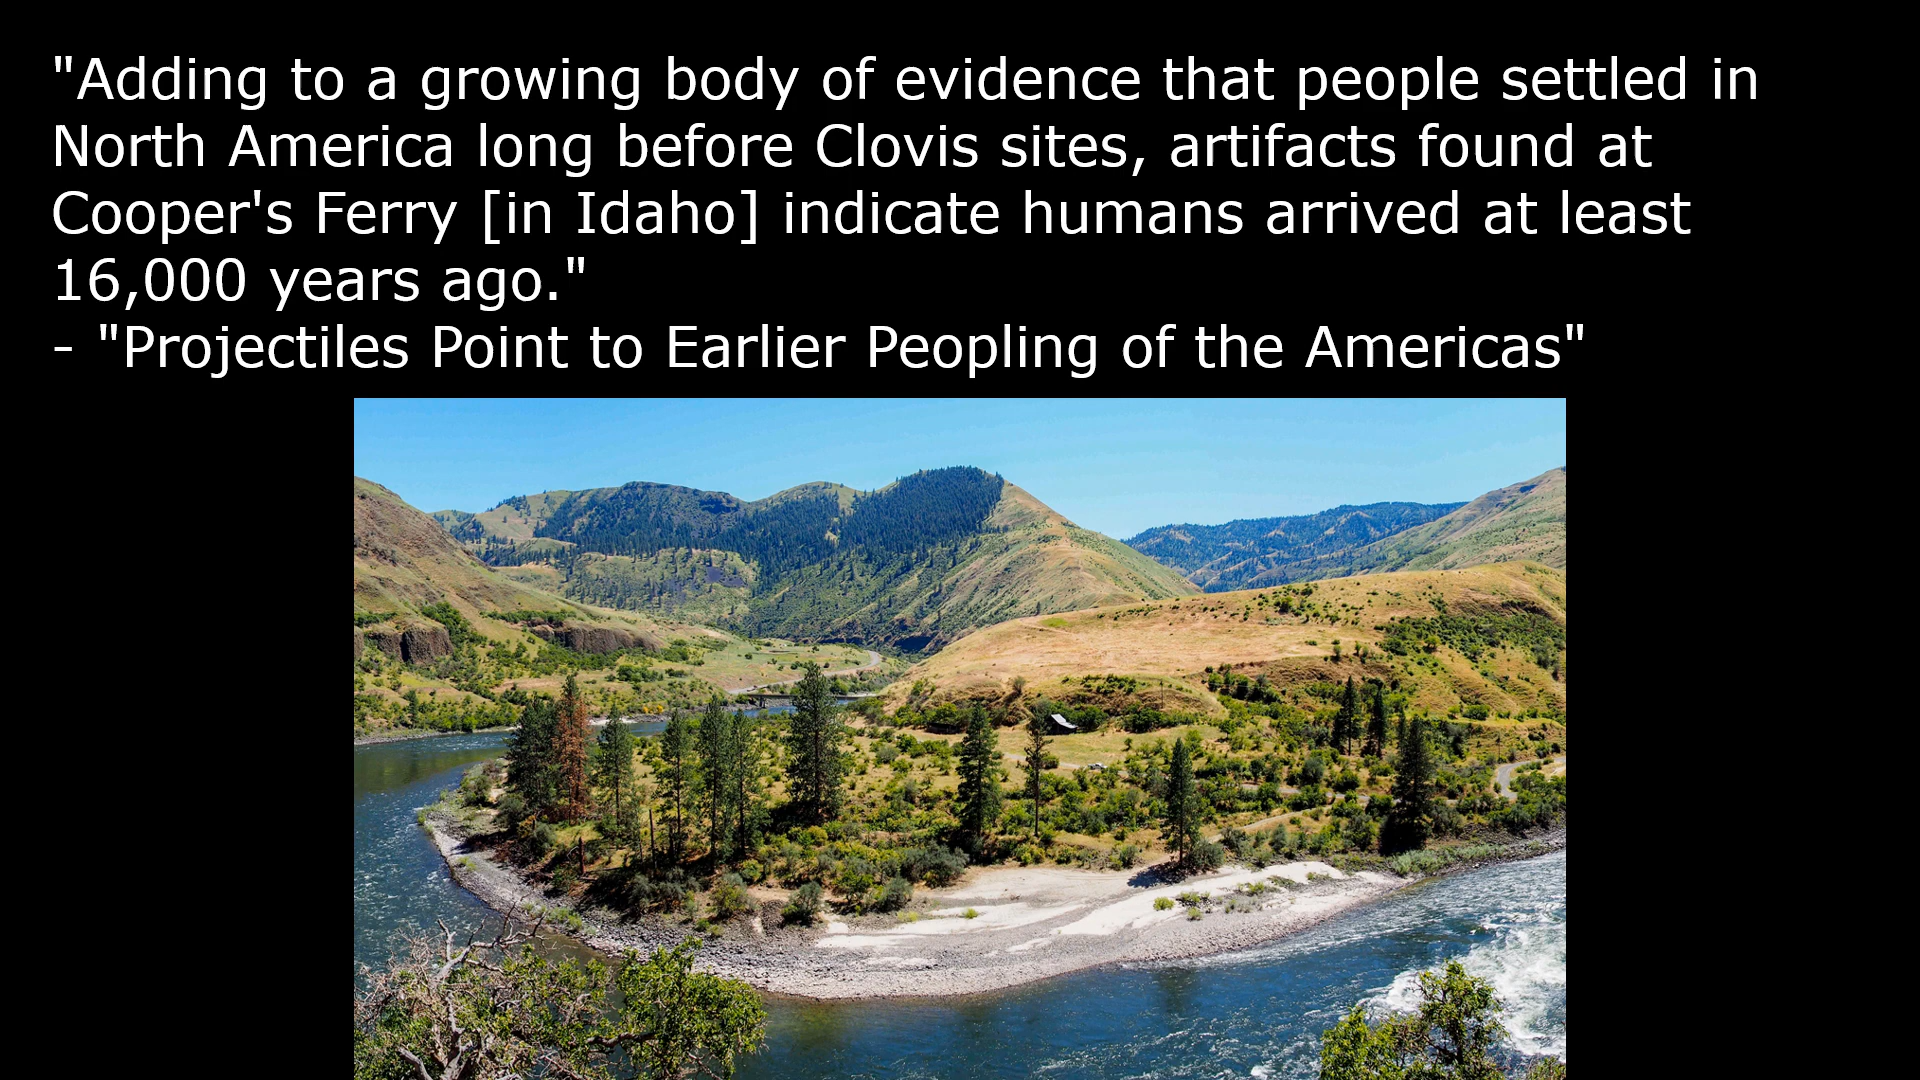 "Adding to a growing body of evidence that people settled in
North America long before Clovis sites, artifacts found at
Cooper's Ferry [in Idaho] indicate humans arrived at least
16,000 years ago."
- "Projectiles Point to Earlier Peopling of the Americas"